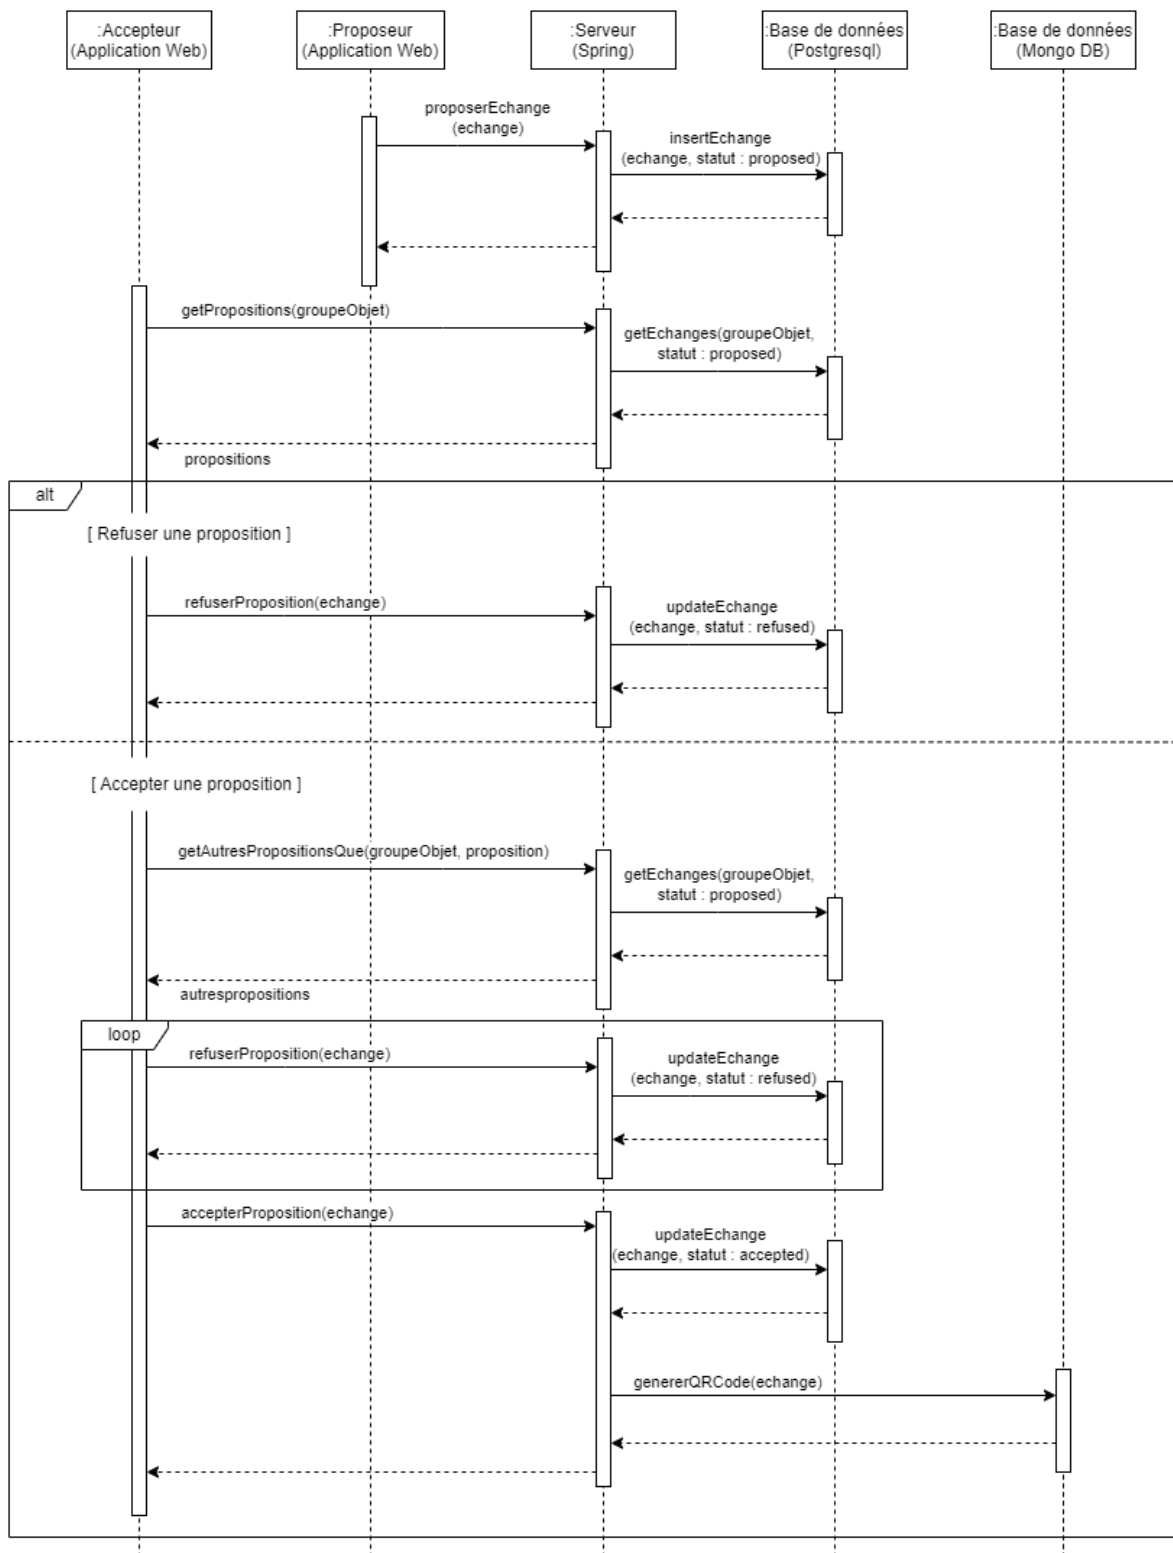 :Accepteur
(Application Web)
:Proposeur
(Application Web)
:Serveur
(Spring)
:Base de données
(Postgresql)
:Base de données
(Mongo DB)
proposerEchange
(echange)
insertEchange
(echange, statut : proposed)
getPropositions(groupeObjet)
getEchanges(groupeObjet,
statut : proposed)
propositions
alt
[ Refuser une proposition ]
refuserProposition(echange)
updateEchange
(echange, statut : refused)
[ Accepter une proposition ]
getAutresPropositionsQue(groupeObjet, proposition)
getEchanges(groupeObjet,
statut : proposed)
autrespropositions
loop
refuserProposition(echange)
updateEchange
(echange, statut : refused)
accepterProposition(echange)
updateEchange
(echange, statut : accepted)
genererQRCode(echange)